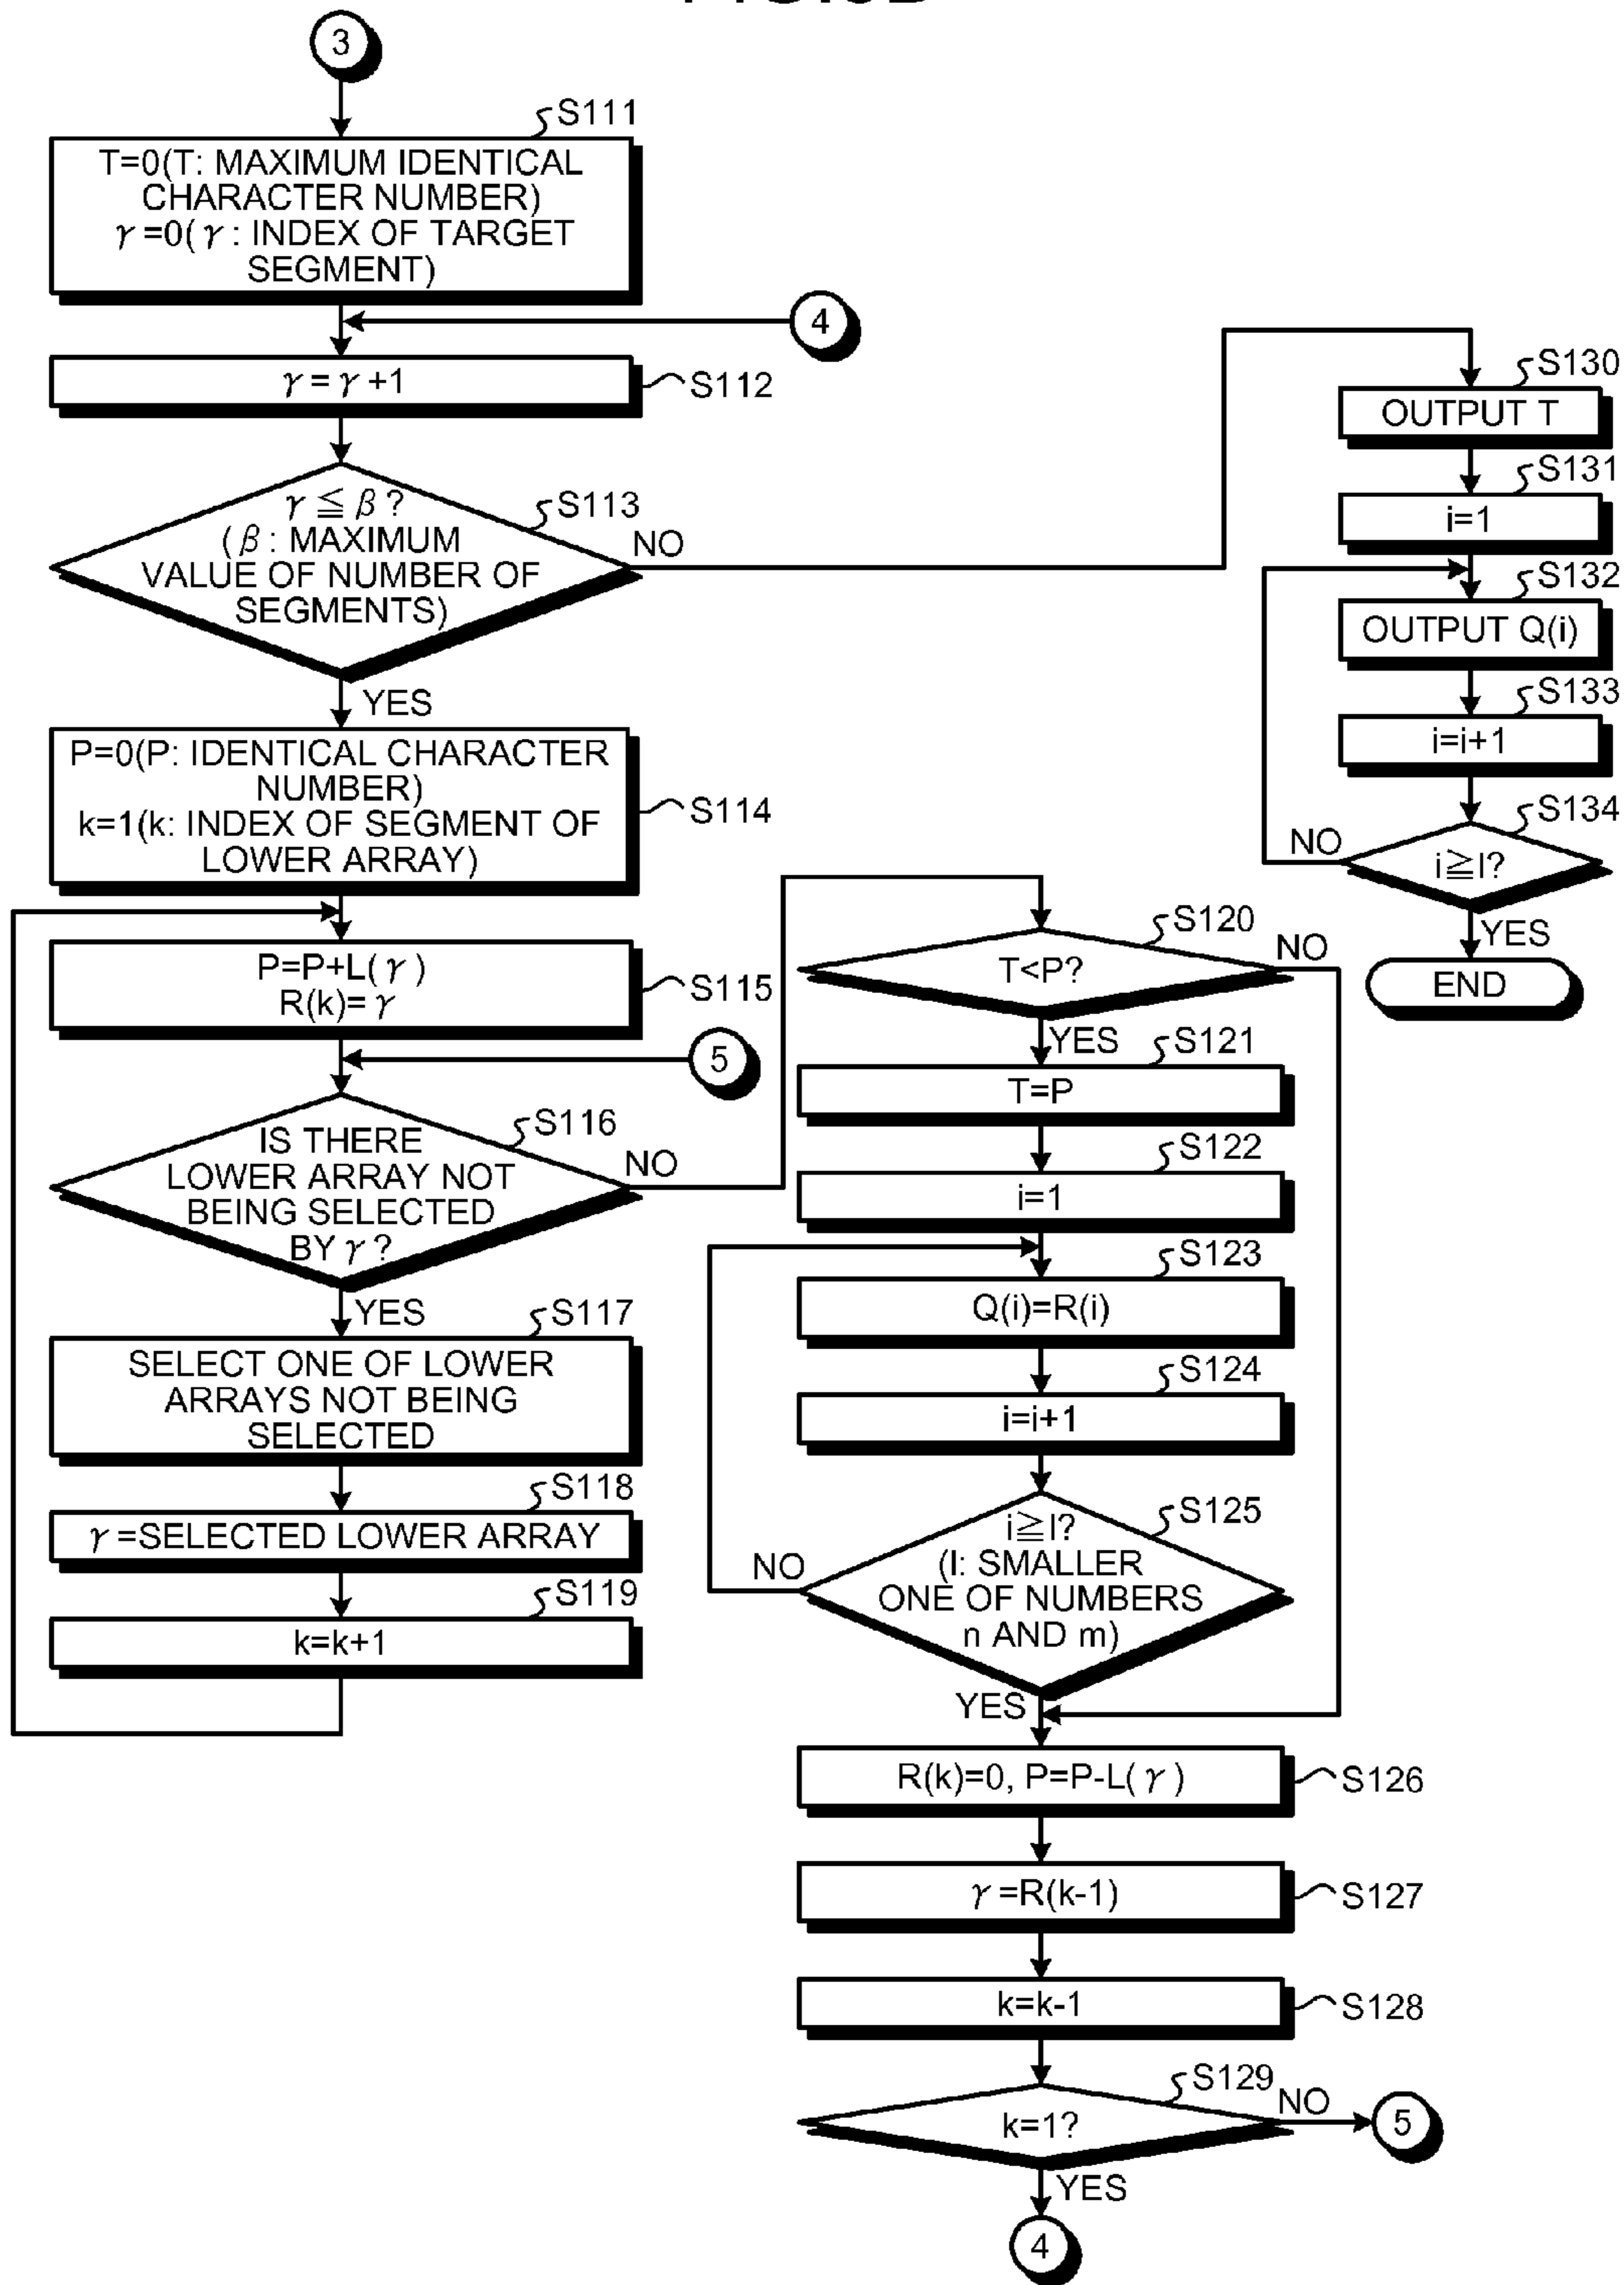 3
S111
T=0(T: MAXIMUM IDENTICAL
CHARACTER NUMBER)
γ=0(γ: INDEX OF TARGET
SEGMENT)
4
γ=γ+1
S112
γ≦β?
(β: MAXIMUM
VALUE OF NUMBER OF
SEGMENTS)
S113
NO
YES
P=0(P: IDENTICAL CHARACTER
NUMBER)
k=1(k: INDEX OF SEGMENT OF
LOWER ARRAY)
S114
P=P+L(γ)
R(k)=γ
S115
5
IS THERE
LOWER ARRAY NOT
BEING SELECTED
BY γ?
S116
NO
YES
S117
SELECT ONE OF LOWER
ARRAYS NOT BEING
SELECTED
S118
γ=SELECTED LOWER ARRAY
S119
k=k+1
S120
T<P?
NO
YES
S121
T=P
S122
i=1
S123
Q(i)=R(i)
S124
i=i+1
S125
i≧I?
(I: SMALLER
ONE OF NUMBERS
n AND m)
NO
YES
R(k)=0, P=P-L(γ)
S126
γ=R(k-1)
S127
k=k-1
S128
S129
k=1?
NO
5
YES
4
S130
OUTPUT T
S131
i=1
S132
OUTPUT Q(i)
S133
i=i+1
S134
i≧I?
NO
YES
END